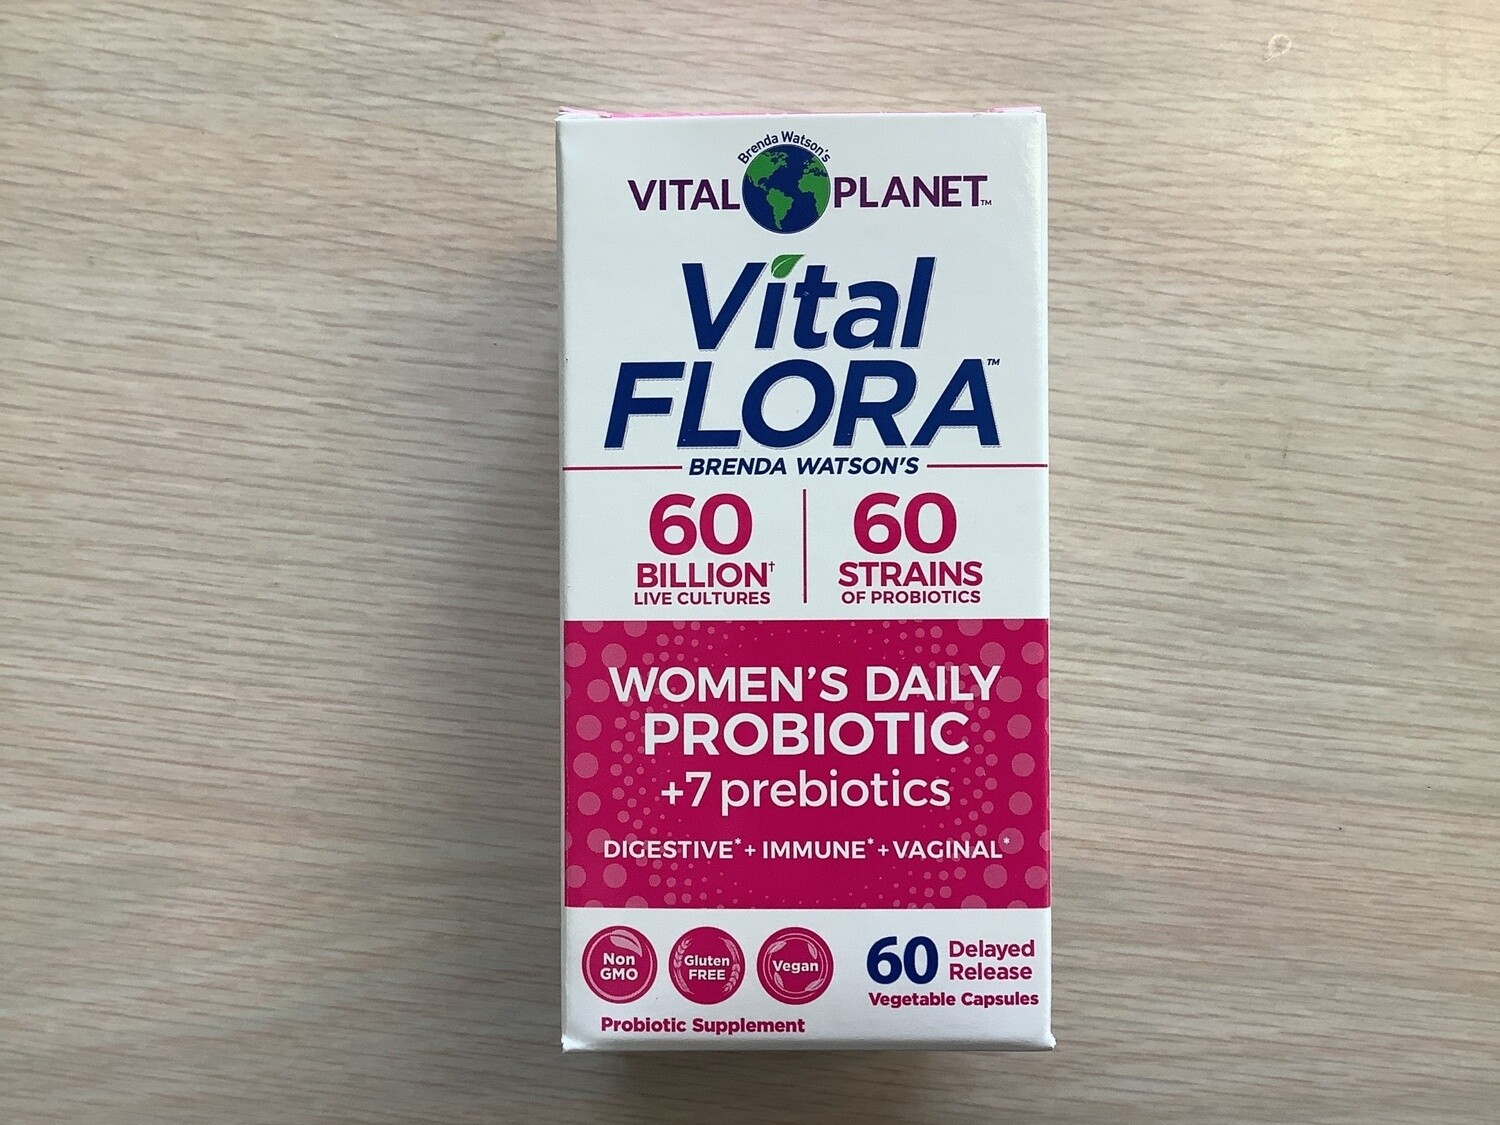 Brenda Watson's
VITAL PLANET™
Vital
FLORA™
BRENDA WATSON'S
60
BILLION†
LIVE CULTURES
60
STRAINS
OF PROBIOTICS
WOMEN'S DAILY
PROBIOTIC
+7 prebiotics
DIGESTIVE* + IMMUNE* + VAGINAL*
Non
GMO
Gluten
FREE
Vegan
60 Delayed
Release
Vegetable Capsules
Probiotic Supplement